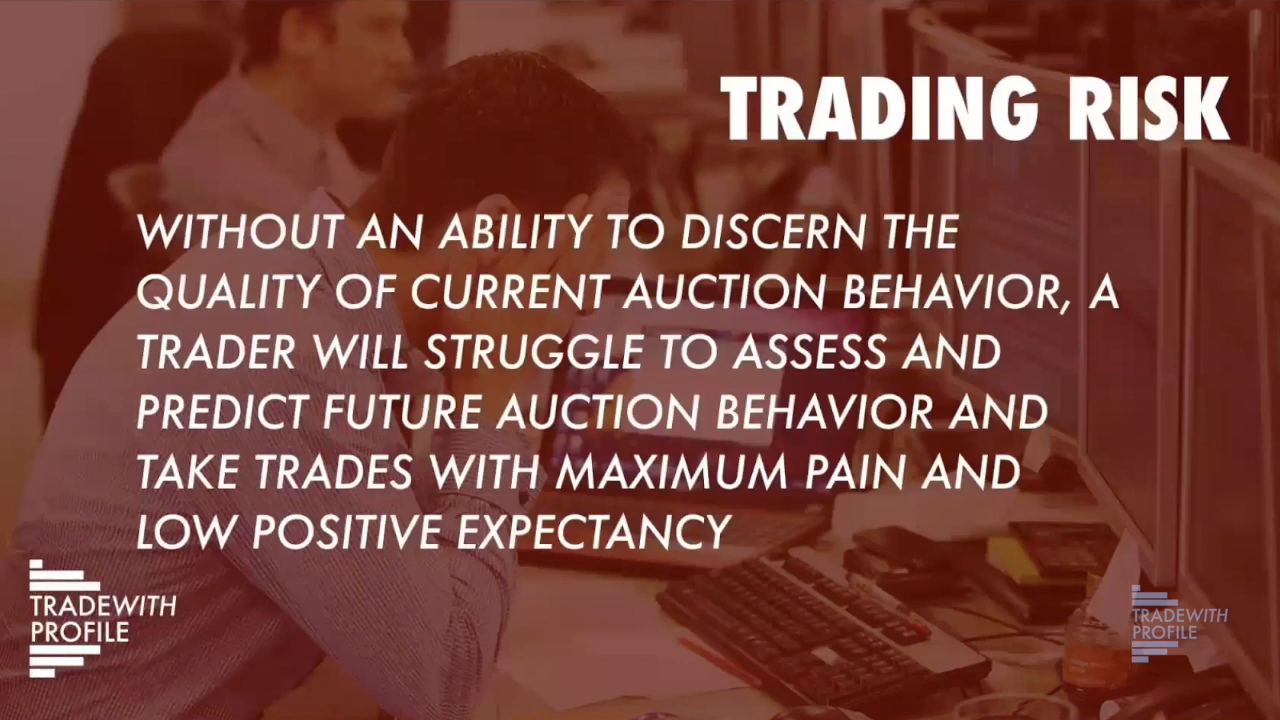 TRADING RISK
WITHOUT AN ABILITY TO DISCERN THE
QUALITY OF CURRENT AUCTION BEHAVIOR, A
TRADER WILL STRUGGLE TO ASSESS AND
PREDICT FUTURE AUCTION BEHAVIOR AND
TAKE TRADES WITH MAXIMUM PAIN AND
LOW POSITIVE EXPECTANCY
TRADEWITH
PROFILE
TRADEWITH
PROFILE